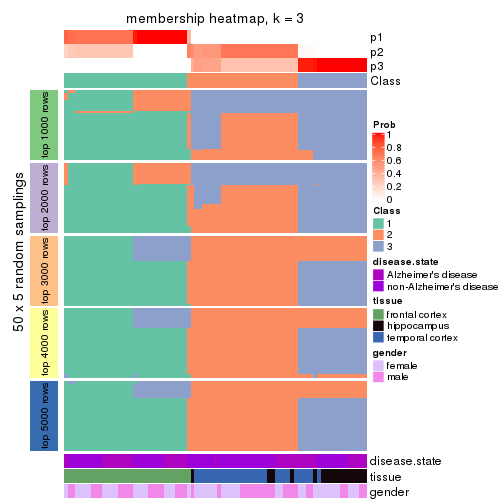 membership heatmap, k = 3
p1
p2
p3
Class
50 x 5 random samplings
top 1000 rows
top 2000 rows
top 3000 rows
top 4000 rows
top 5000 rows
disease.state
tissue
gender
Prob
1
0.8
0.6
0.4
0.2
0
Class
1
2
3
disease.state
Alzheimer's disease
non-Alzheimer's disease
tissue
frontal cortex
hippocampus
temporal cortex
gender
female
male